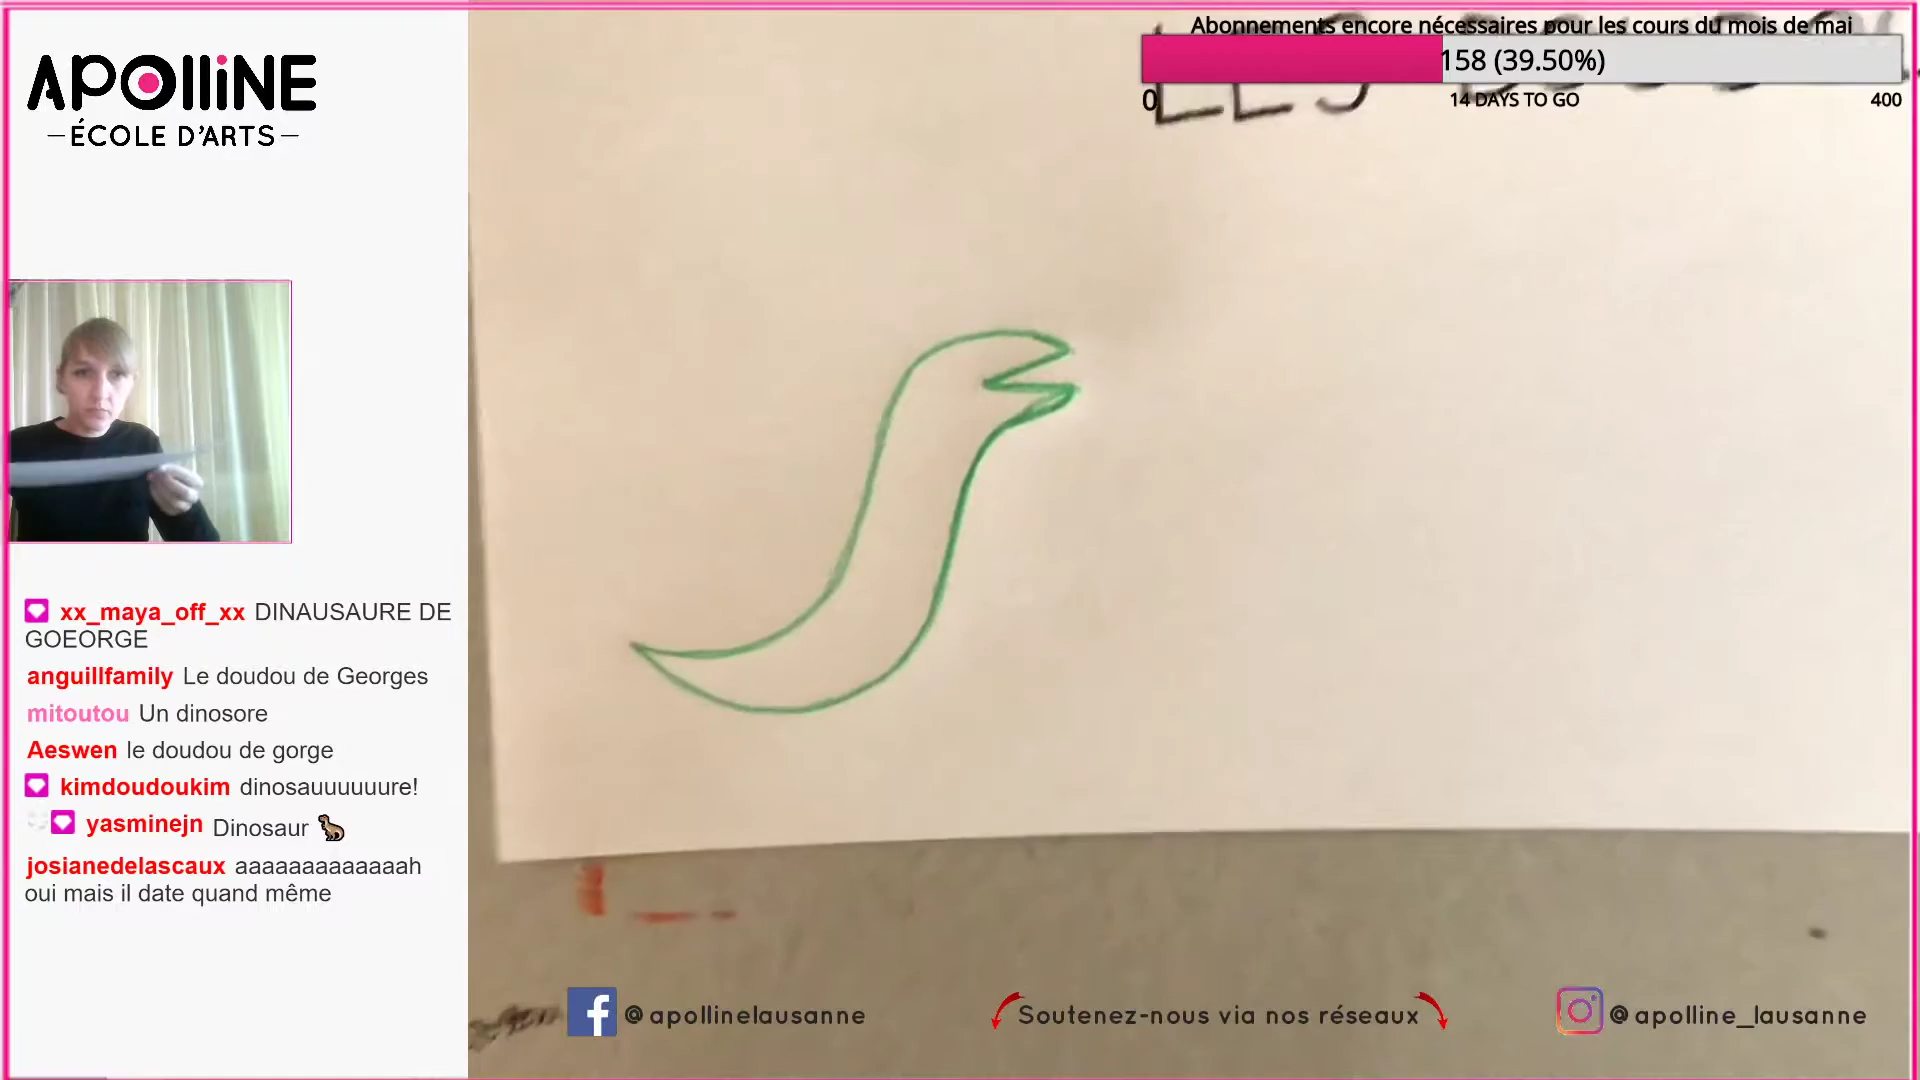 APOLLINE
ÉCOLE D'ARTS
Abonnements encore nécessaires pour les cours du mois de mai
158 (39.50%)
0
14 DAYS TO GO
400
LES
xx_maya_off_xx DINAUSAURE DE
GOEORGE
anguillfamily Le doudou de Georges
mitoutou Un dinosore
Aeswen le doudou de gorge
kimdoudoukim dinosauuuuuure!
yasminejn Dinosaur
josianedelascaux aaaaaaaaaaaaah
oui mais il date quand même
@apollinelausanne
Soutenez-nous via nos réseaux
@apolline_lausanne